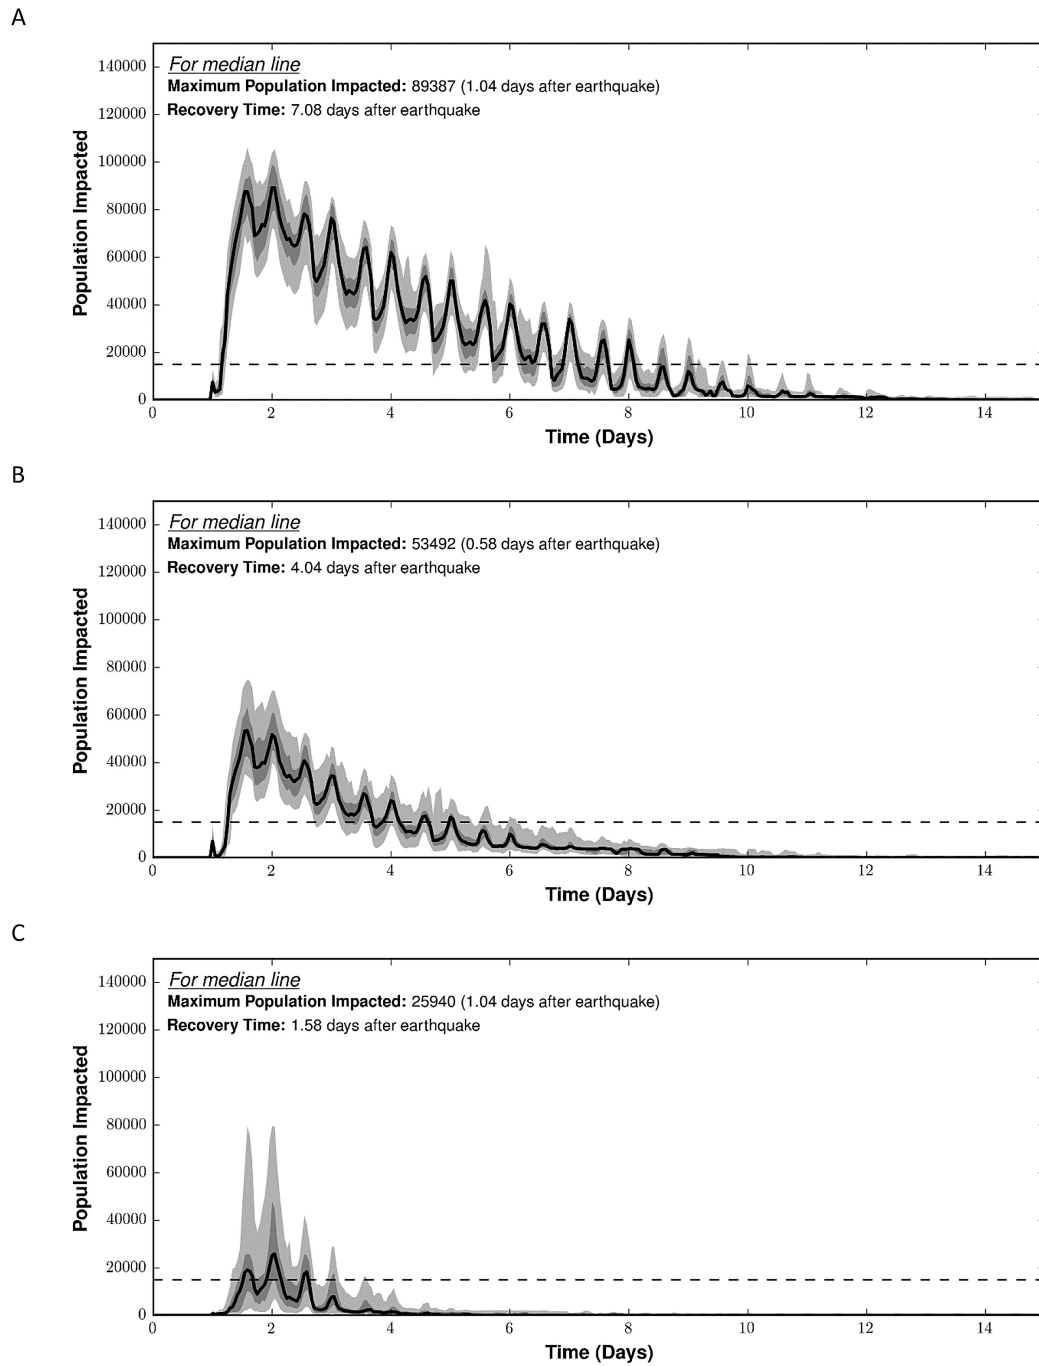 A
For median line
Maximum Population Impacted: 89387 (1.04 days after earthquake)
Recovery Time: 7.08 days after earthquake
140000
120000
100000
80000
60000
40000
20000
0
Population Impacted
0 2 4 6 8 10 12 14
Time (Days)
B
For median line
Maximum Population Impacted: 53492 (0.58 days after earthquake)
Recovery Time: 4.04 days after earthquake
140000
120000
100000
80000
60000
40000
20000
0
Population Impacted
0 2 4 6 8 10 12 14
Time (Days)
C
For median line
Maximum Population Impacted: 25940 (1.04 days after earthquake)
Recovery Time: 1.58 days after earthquake
140000
120000
100000
80000
60000
40000
20000
0
Population Impacted
0 2 4 6 8 10 12 14
Time (Days)